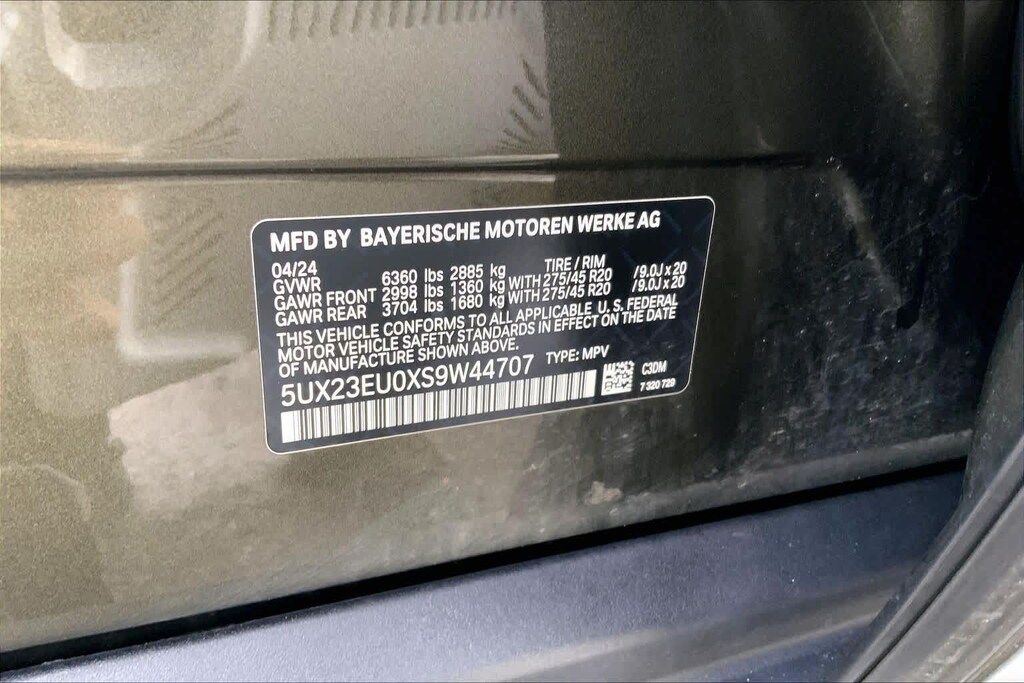 MFD BY BAYERISCHE MOTOREN WERKE AG
04/24 TIRE / RIM
GVWR 6360 lbs 2885 kg
GAWR FRONT 2998 lbs 1360 kg WITH 275/45 R20 /9.0J x 20
GAWR REAR 3704 lbs 1680 kg WITH 275/45 R20 /9.0J x 20
THIS VEHICLE CONFORMS TO ALL APPLICABLE U.S. FEDERAL
MOTOR VEHICLE SAFETY STANDARDS IN EFFECT ON THE DATE
OF MANUFACTURE SHOWN ABOVE.
5UX23EU0XS9W44707 TYPE: MPV
C3DM
7 320 729